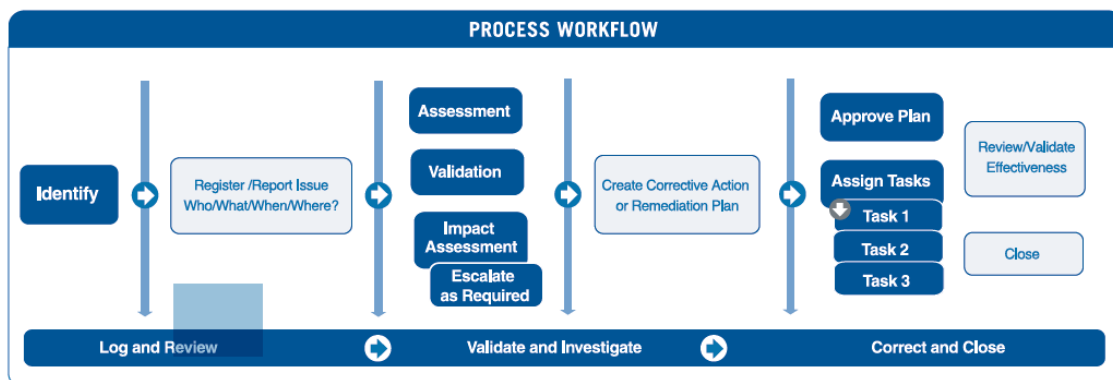 PROCESS WORKFLOW
Identify
Register /Report Issue
Who/What/When/Where?
Assessment
Validation
Impact
Assessment
Escalate
as Required
Create Corrective Action
or Remediation Plan
Approve Plan
Assign Tasks
Task 1
Task 2
Task 3
Review/Validate
Effectiveness
Close
Log and Review
Validate and Investigate
Correct and Close